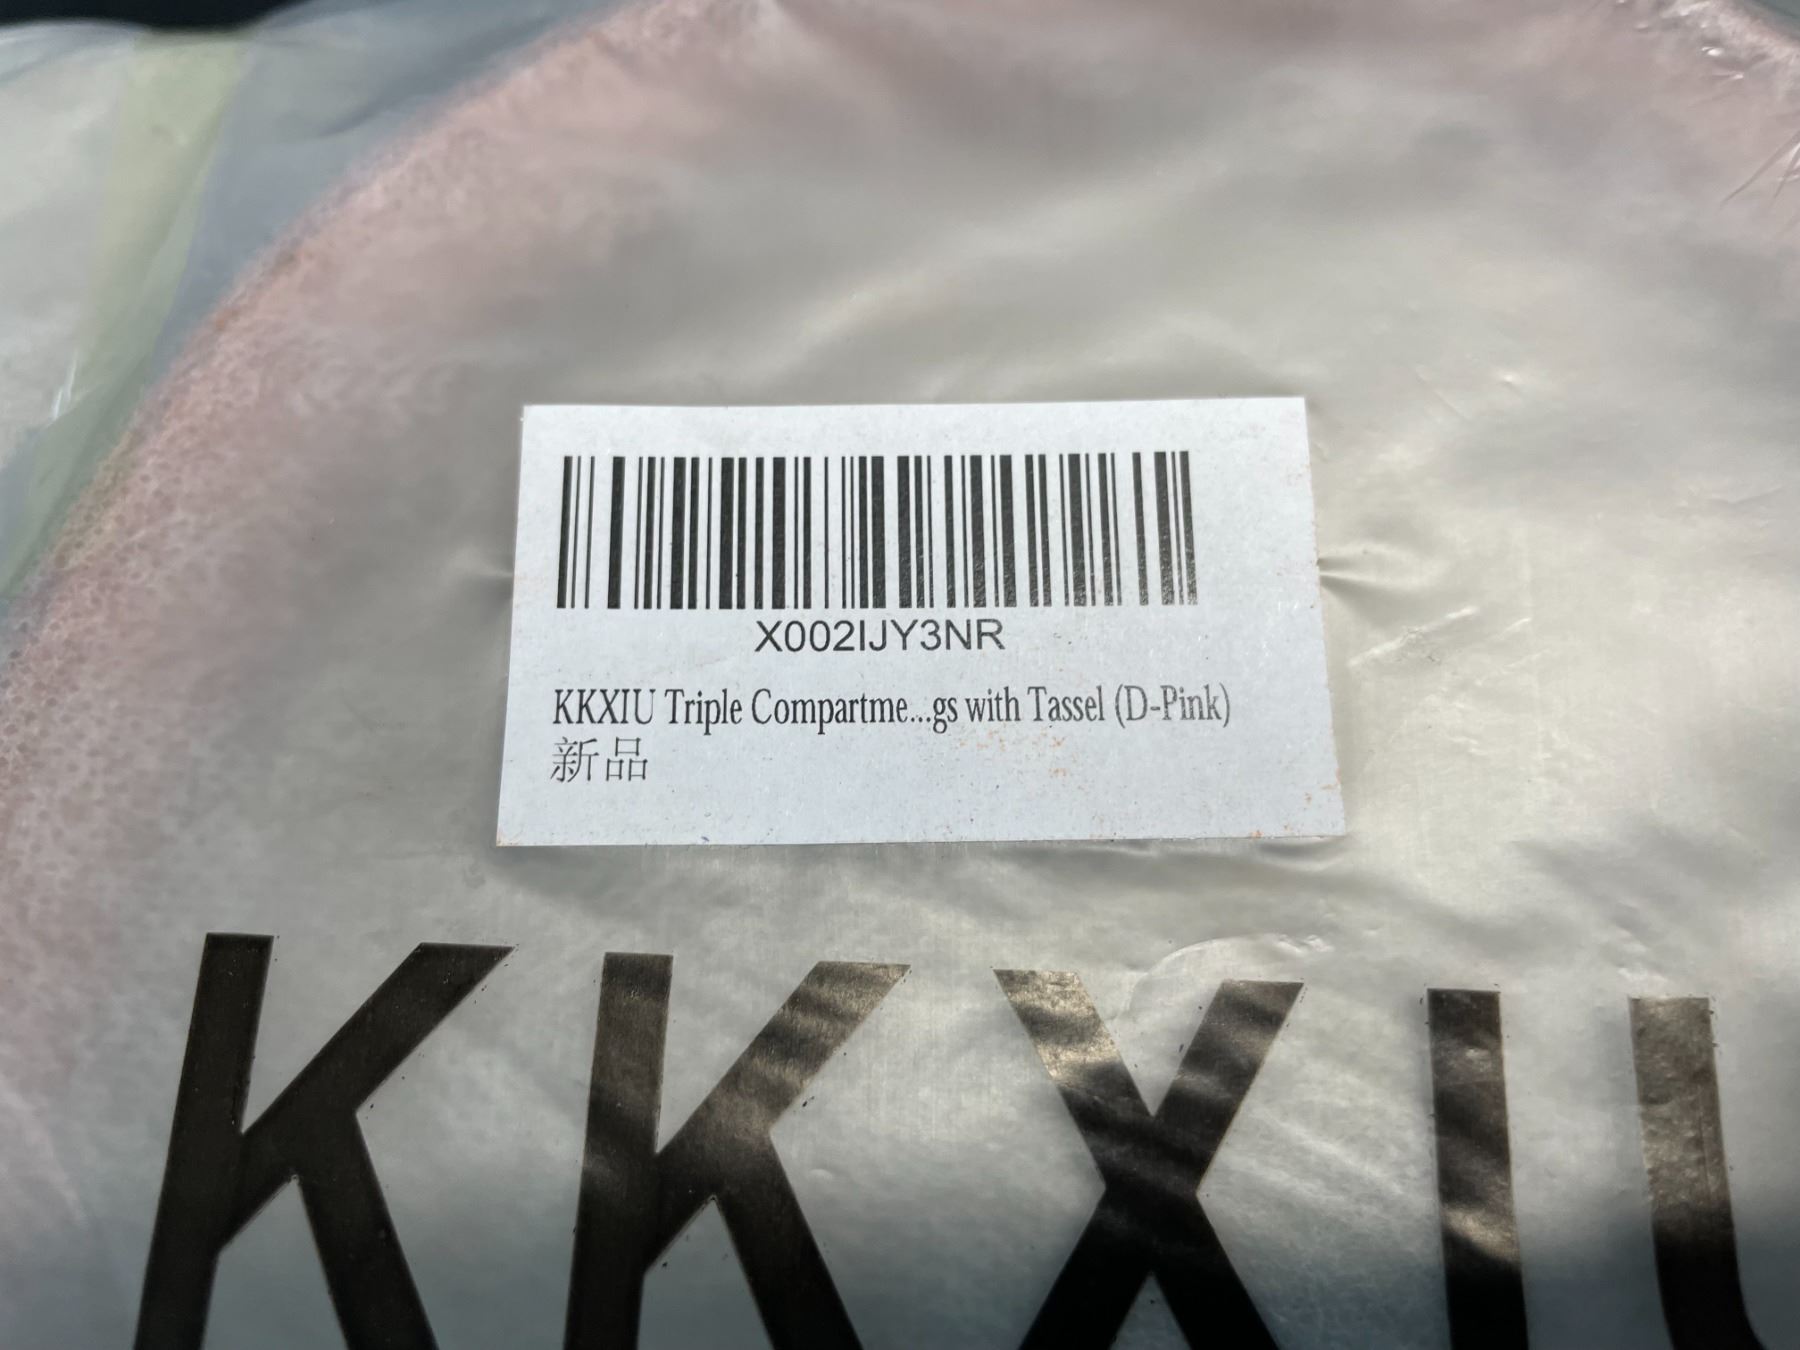 X002IJY3NR
KKXIU Triple Compartme...gs with Tassel (D-Pink)
新品
KKXIU